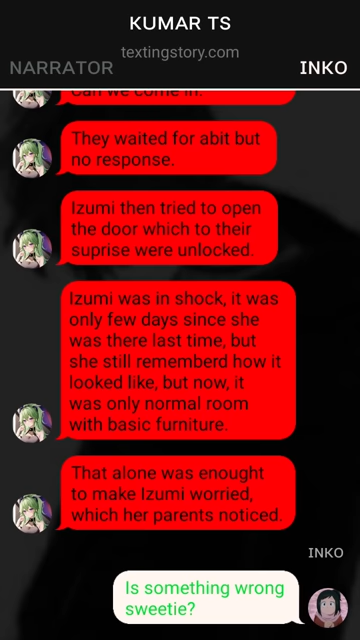 KUMAR TS
textingstory.com
NARRATOR
INKO
Can we come in.
They waited for abit but
no response.
Izumi then tried to open
the door which to their
suprise were unlocked.
Izumi was in shock, it was
only few days since she
was there last time, but
she still rememberd how it
looked like, but now, it
was only normal room
with basic furniture.
That alone was enought
to make Izumi worried,
which her parents noticed.
INKO
Is something wrong
sweetie?